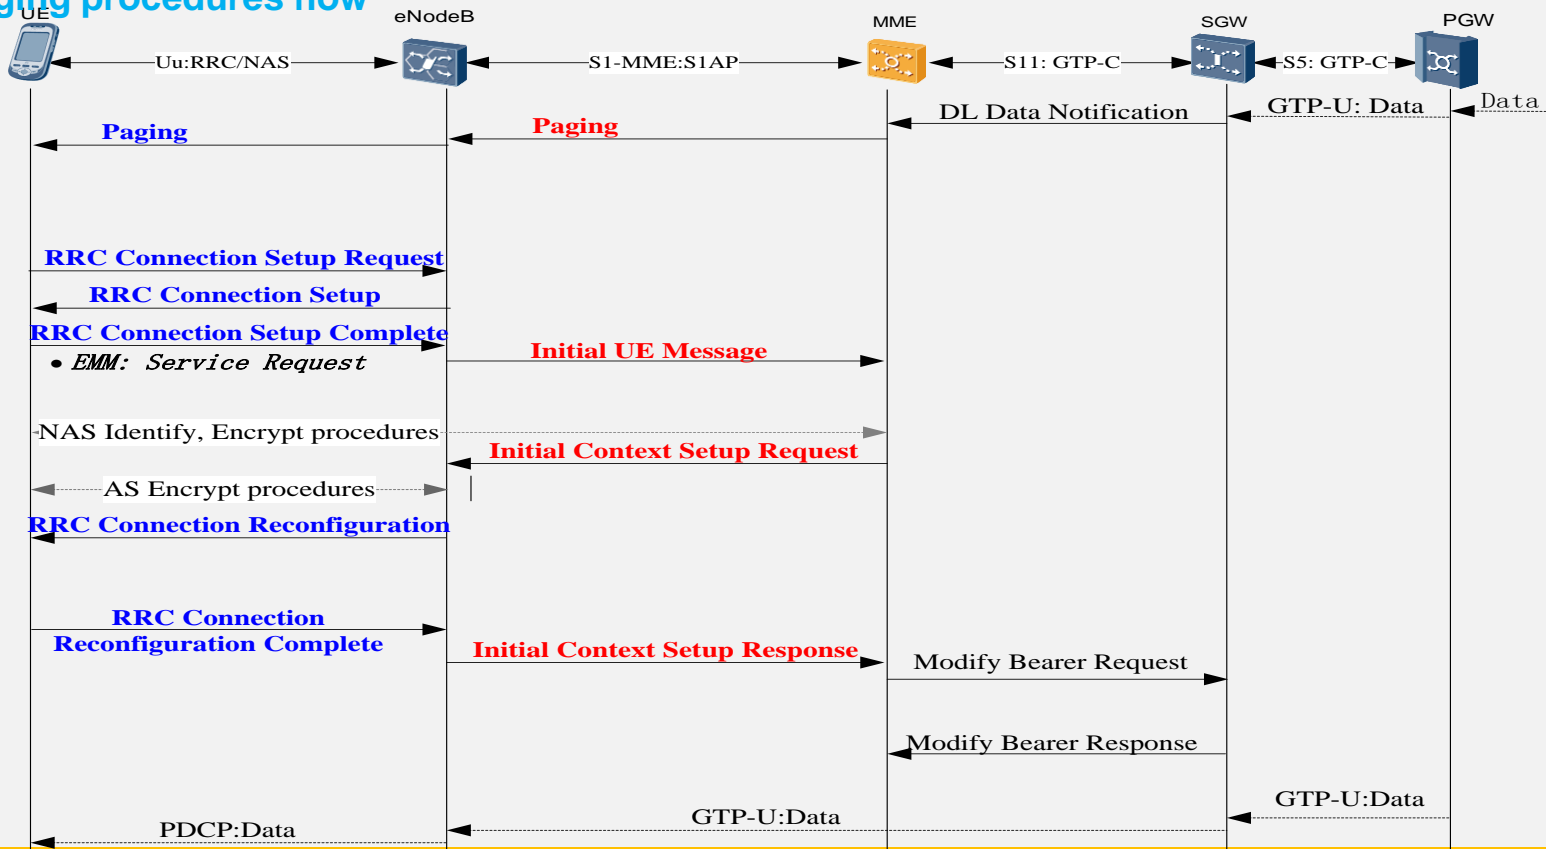 ging procedures flow
UE
eNodeB
MME
SGW
PGW
Uu:RRC/NAS
S1-MME:S1AP
S11: GTP-C
S5: GTP-C
DL Data Notification
GTP-U: Data
Data
Paging
Paging
RRC Connection Setup Request
RRC Connection Setup
RRC Connection Setup Complete
• EMM: Service Request
Initial UE Message
NAS Identify, Encrypt procedures
Initial Context Setup Request
AS Encrypt procedures
RRC Connection Reconfiguration
RRC Connection
Reconfiguration Complete
Initial Context Setup Response
Modify Bearer Request
Modify Bearer Response
GTP-U:Data
GTP-U:Data
PDCP:Data